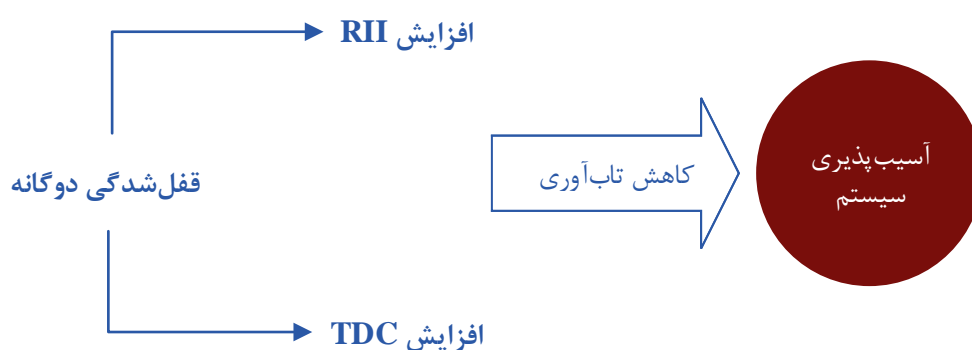 افزایش RII
قفل‌شدگی دوگانه
کاهش تاب‌آوری
آسیب‌پذیری
سیستم
افزایش TDC